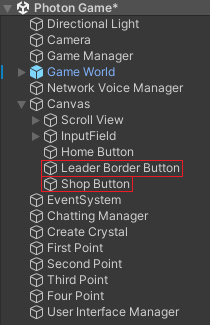 Photon Game*
Directional Light
Camera
Game Manager
Game World
Network Voice Manager
Canvas
Scroll View
InputField
Home Button
Leader Border Button
Shop Button
EventSystem
Chatting Manager
Create Crystal
First Point
Second Point
Third Point
Four Point
User Interface Manager